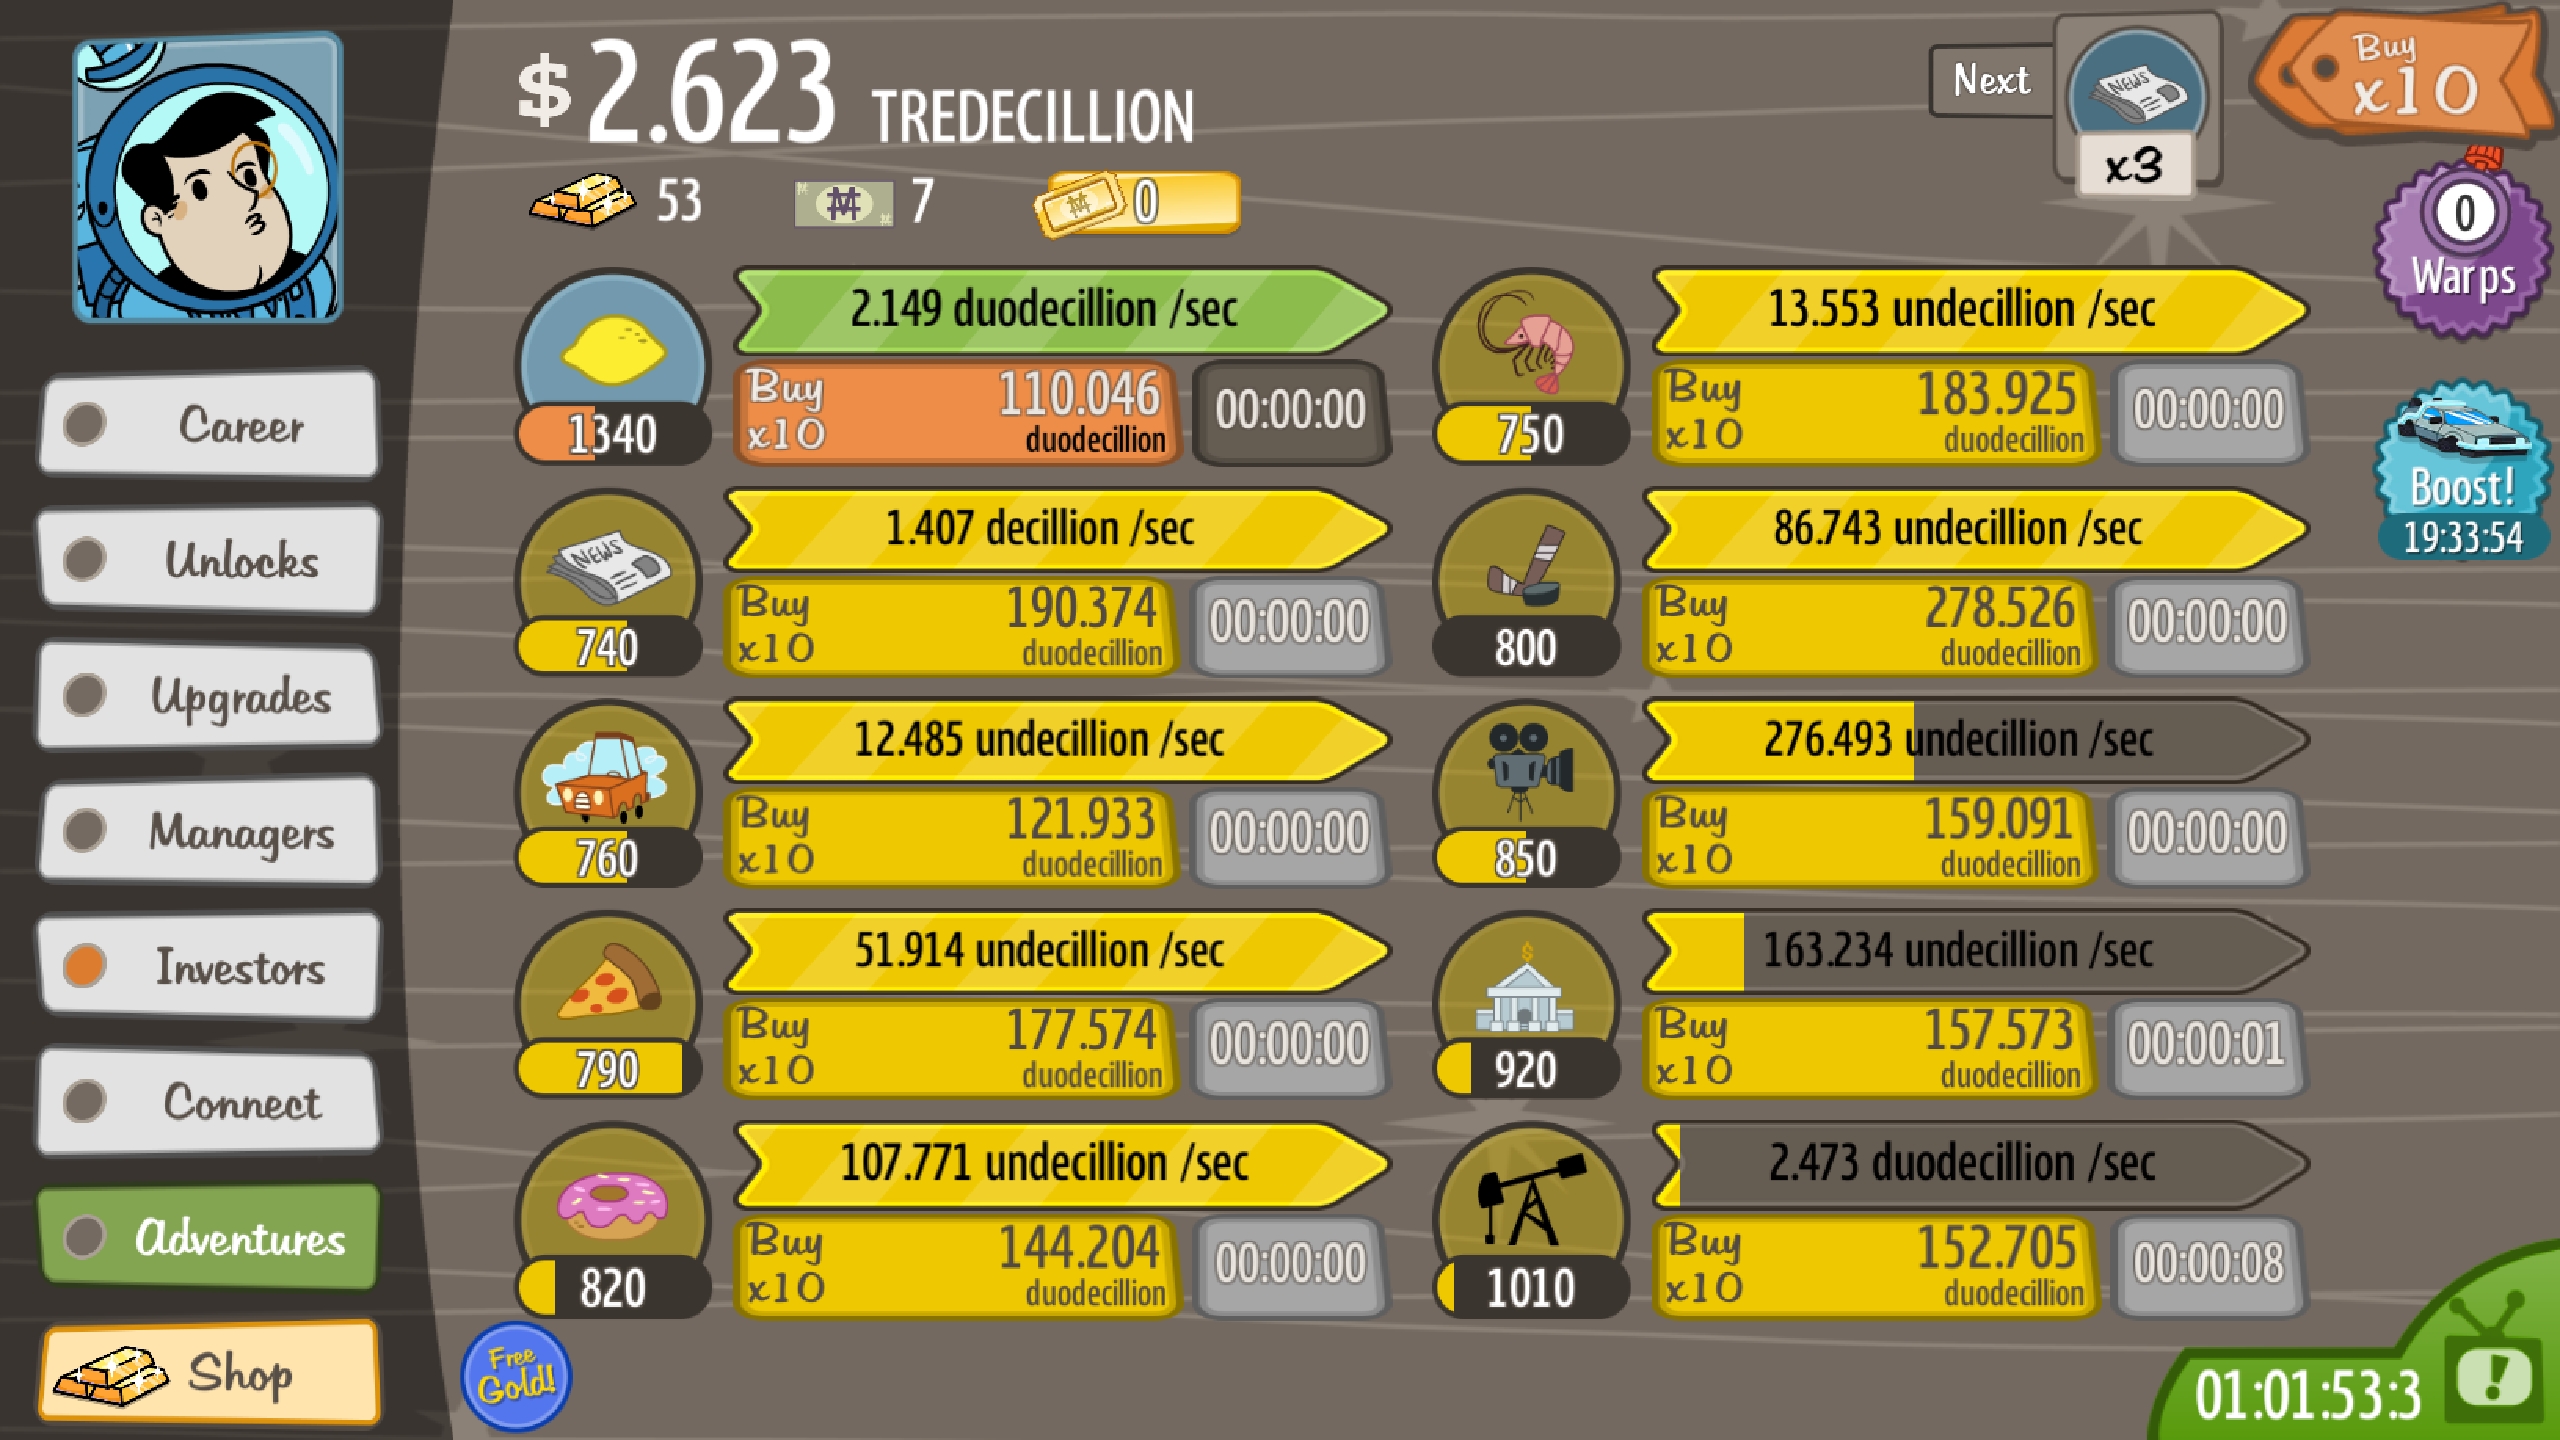 $2.623 TREDECILLION
Next
x3
Buy
x10
53
7
0
0
Warps
Boost!
19:33:54
Career
Unlocks
Upgrades
Managers
Investors
Connect
Adventures
Shop
2.149 duodecillion /sec
1340
Buy
x10
110.046
duodecillion
00:00:00
NEWS
1.407 decillion /sec
740
Buy
x10
190.374
duodecillion
00:00:00
12.485 undecillion /sec
760
Buy
x10
121.933
duodecillion
00:00:00
51.914 undecillion /sec
790
Buy
x10
177.574
duodecillion
00:00:00
107.771 undecillion /sec
820
Buy
x10
144.204
duodecillion
00:00:00
13.553 undecillion /sec
750
Buy
x10
183.925
duodecillion
00:00:00
86.743 undecillion /sec
800
Buy
x10
278.526
duodecillion
00:00:00
276.493 undecillion /sec
850
Buy
x10
159.091
duodecillion
00:00:00
163.234 undecillion /sec
920
Buy
x10
157.573
duodecillion
00:00:01
2.473 duodecillion /sec
1010
Buy
x10
152.705
duodecillion
00:00:08
Free
Gold!
01:01:53:3
NEWS